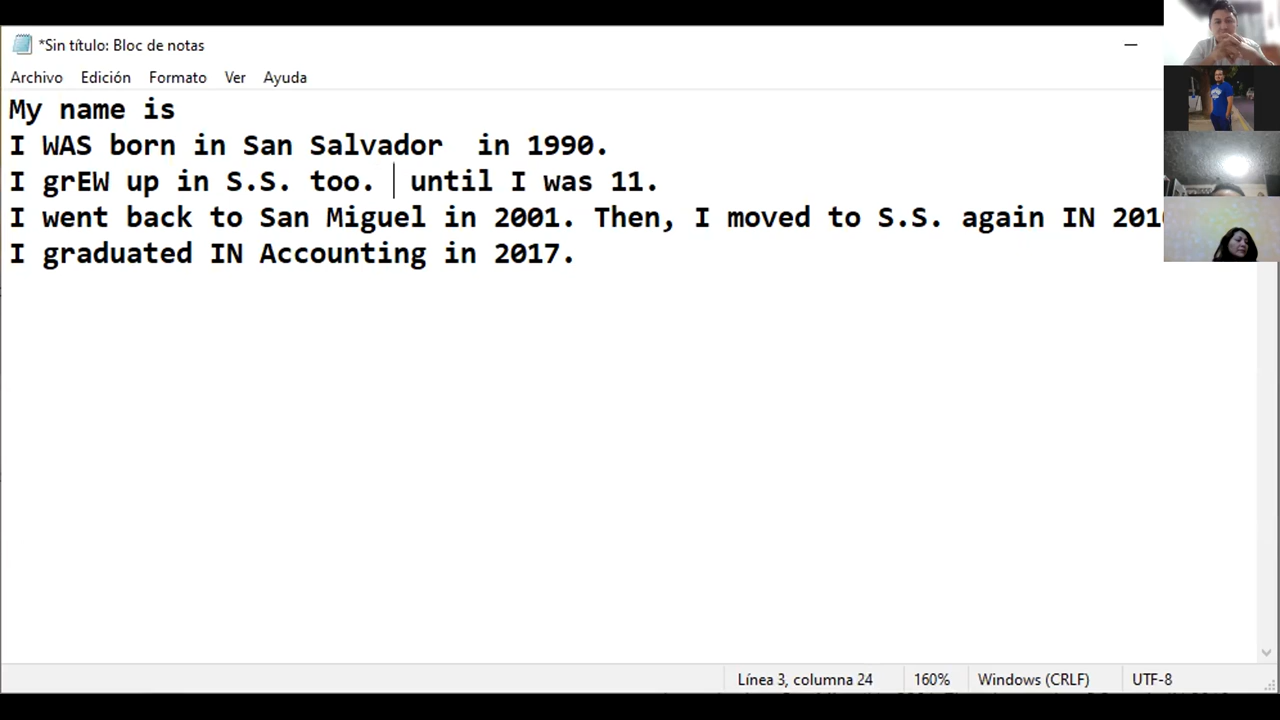 *Sin título: Bloc de notas
Archivo Edición Formato Ver Ayuda
My name is
I WAS born in San Salvador  in 1990.
I grEW up in S.S. too.  until I was 11.
I went back to San Miguel in 2001. Then, I moved to S.S. again IN
I graduated IN Accounting in 2017.
Línea 3, columna 24 160% Windows (CRLF) UTF-8